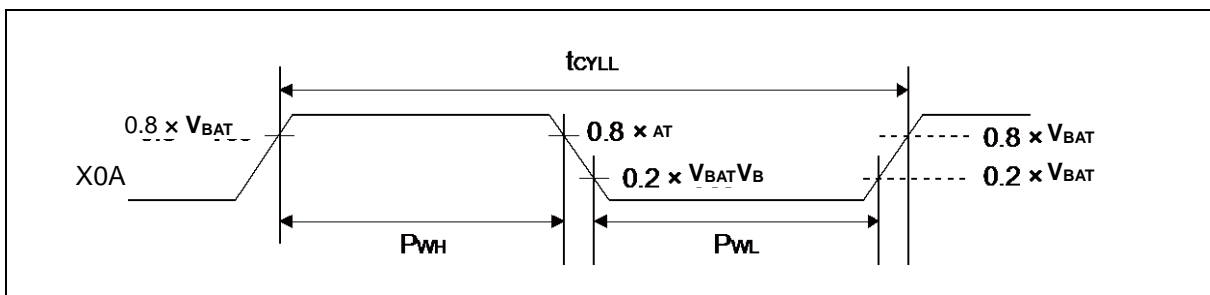 tCYLL
0.8 × VBAT
0.8 × AT
0.8 × VBAT
X0A
0.2 × VBATVB
0.2 × VBAT
PWH
PWL